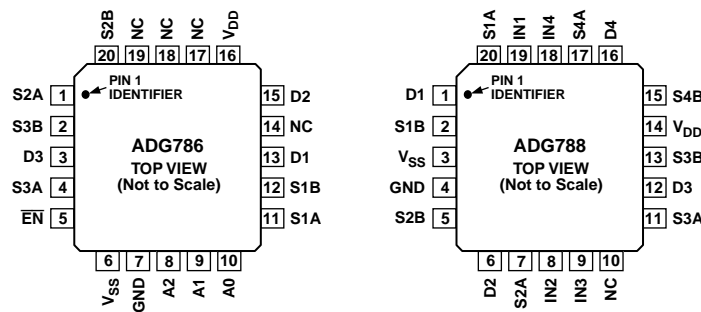 S2B NC NC NC VDD
20 19 18 17 16
PIN 1
IDENTIFIER
S2A 1
S3B 2
D3 3
S3A 4
EN 5
ADG786
TOP VIEW
(Not to Scale)
15 D2
14 NC
13 D1
12 S1B
11 S1A
6 7 8 9 10
VSS GND A2 A1 A0
S1A IN1 IN4 S4A D4
20 19 18 17 16
PIN 1
IDENTIFIER
D1 1
S1B 2
VSS 3
GND 4
S2B 5
ADG788
TOP VIEW
(Not to Scale)
15 S4B
14 VDD
13 S3B
12 D3
11 S3A
6 7 8 9 10
D2 S2A IN2 IN3 NC